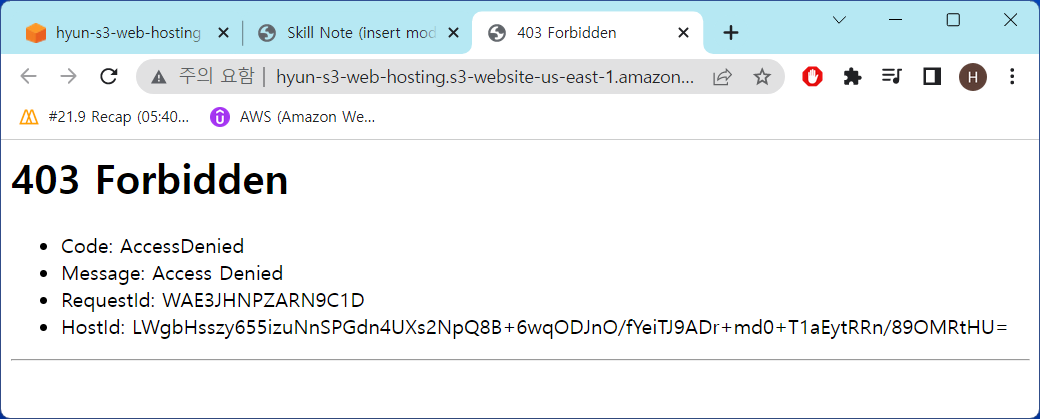 hyun-s3-web-hosting
Skill Note (insert mod
403 Forbidden
주의 요함 | hyun-s3-web-hosting.s3-website-us-east-1.amazon...
H
#21.9 Recap (05:40...
AWS (Amazon We...
403 Forbidden
Code: AccessDenied
Message: Access Denied
RequestId: WAE3JHNPZARN9C1D
HostId: LWgbHsszy655izuNnSPGdn4UXs2NpQ8B+6wqODJnO/fYeiTJ9ADr+md0+T1aEytRRn/89OMRtHU=